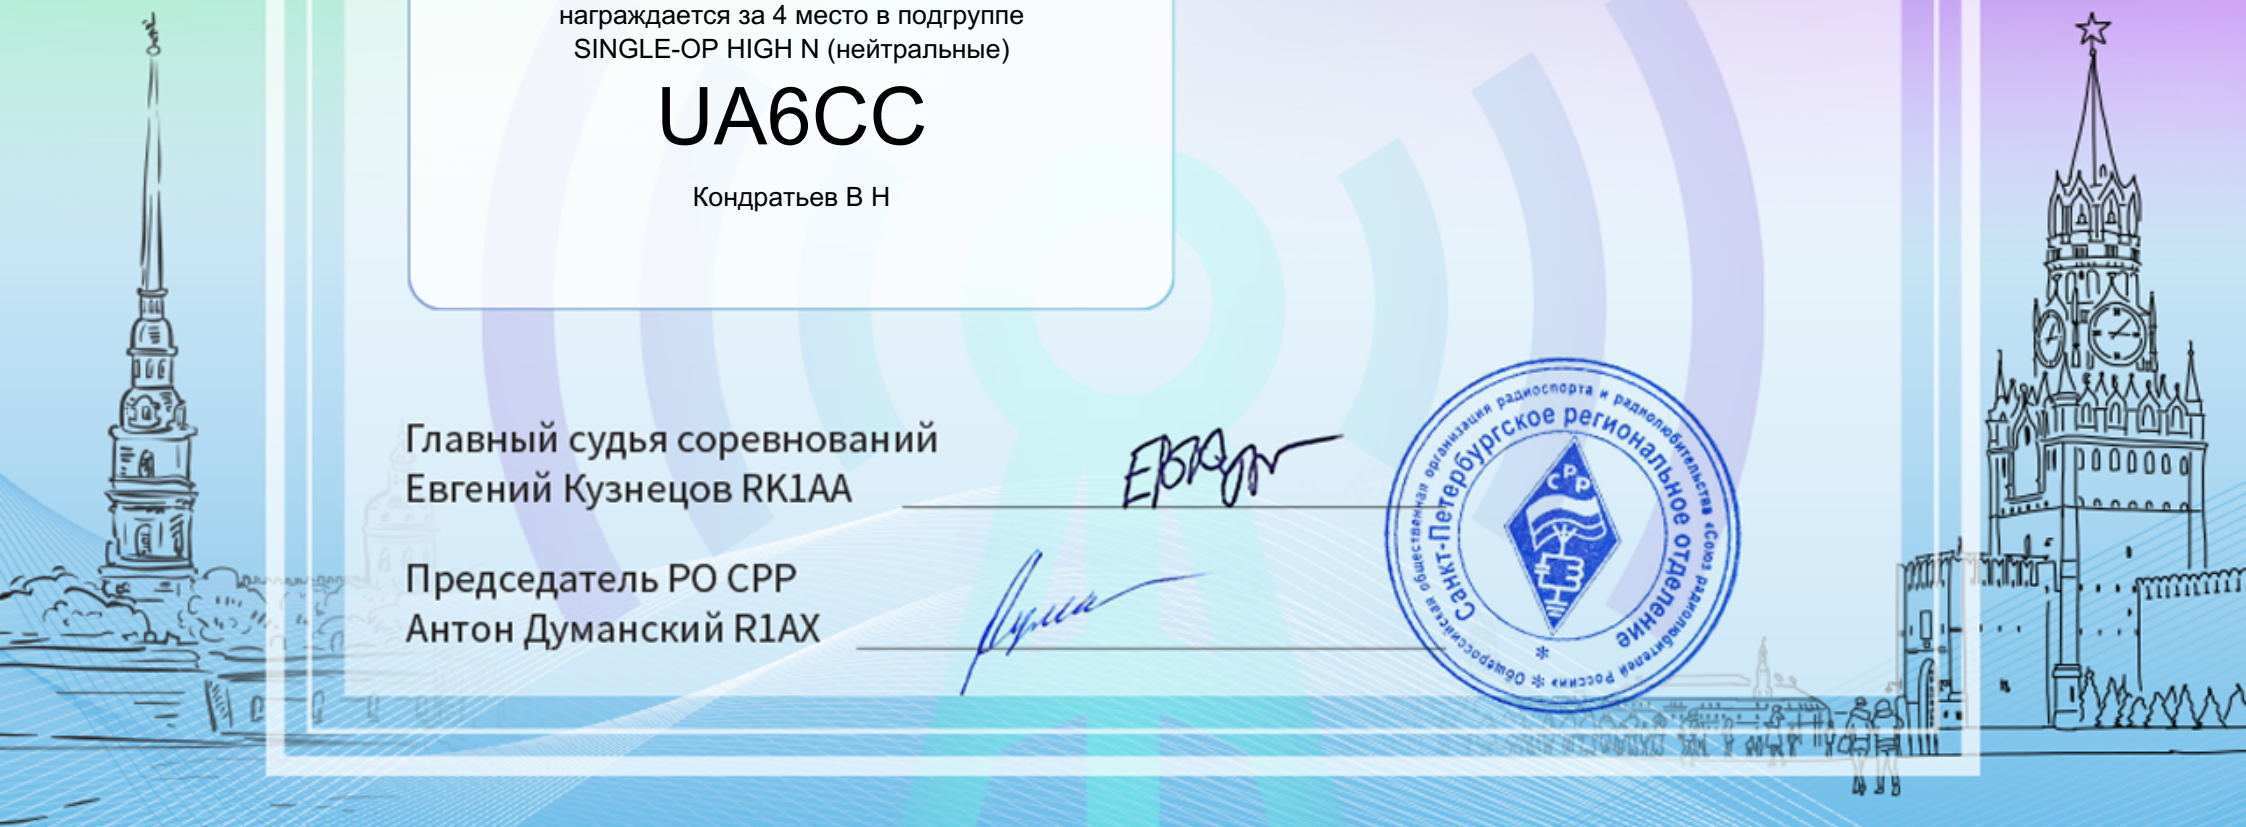 награждается за 4 место в подгруппе
SINGLE-OP HIGH N (нейтральные)
UA6CC
Кондратьев В Н
Главный судья соревнований
Евгений Кузнецов RK1AA
Председатель РО СРР
Антон Думанский R1AX
Общероссийская общественная организация радиоспорта и радиолюбительства «Союз радиолюбителей России»
Санкт-Петербургское региональное отделение
СРР